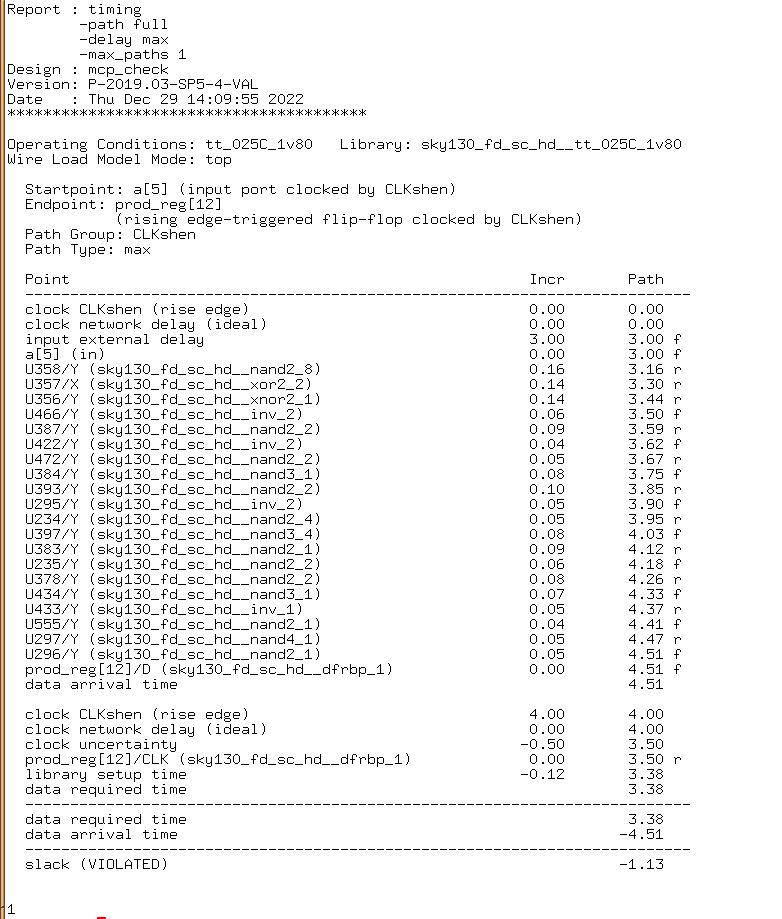 Report : timing
        -path full
        -delay max
        -max_paths 1
Design : mcp_check
Version: P-2019.03-SP5-4-VAL
Date   : Thu Dec 29 14:09:55 2022
****************************************

Operating Conditions: tt_025C_1v80   Library: sky130_fd_sc_hd__tt_025C_1v80
Wire Load Model Mode: top

  Startpoint: a[5] (input port clocked by CLKshen)
  Endpoint: prod_reg[12]
            (rising edge-triggered flip-flop clocked by CLKshen)
  Path Group: CLKshen
  Path Type: max

  Point                                                   Incr       Path
  --------------------------------------------------------------------------
  clock CLKshen (rise edge)                               0.00       0.00
  clock network delay (ideal)                             0.00       0.00
  input external delay                                    3.00       3.00 f
  a[5] (in)                                               0.00       3.00 f
  U358/Y (sky130_fd_sc_hd__nand2_8)                       0.16       3.16 r
  U357/X (sky130_fd_sc_hd__xor2_2)                        0.14       3.30 r
  U356/Y (sky130_fd_sc_hd__xnor2_1)                       0.14       3.44 r
  U466/Y (sky130_fd_sc_hd__inv_2)                         0.06       3.50 f
  U387/Y (sky130_fd_sc_hd__nand2_2)                       0.09       3.59 r
  U422/Y (sky130_fd_sc_hd__inv_2)                         0.04       3.62 f
  U472/Y (sky130_fd_sc_hd__nand2_2)                       0.05       3.67 r
  U384/Y (sky130_fd_sc_hd__nand3_1)                       0.08       3.75 f
  U393/Y (sky130_fd_sc_hd__nand2_2)                       0.10       3.85 r
  U295/Y (sky130_fd_sc_hd__inv_2)                         0.05       3.90 f
  U234/Y (sky130_fd_sc_hd__nand2_4)                       0.05       3.95 r
  U397/Y (sky130_fd_sc_hd__nand3_4)                       0.08       4.03 f
  U383/Y (sky130_fd_sc_hd__nand2_1)                       0.09       4.12 r
  U235/Y (sky130_fd_sc_hd__nand2_2)                       0.06       4.18 f
  U378/Y (sky130_fd_sc_hd__nand2_2)                       0.08       4.26 r
  U434/Y (sky130_fd_sc_hd__nand3_1)                       0.07       4.33 f
  U433/Y (sky130_fd_sc_hd__inv_1)                         0.05       4.37 r
  U555/Y (sky130_fd_sc_hd__nand2_1)                       0.04       4.41 f
  U297/Y (sky130_fd_sc_hd__nand4_1)                       0.05       4.47 r
  U296/Y (sky130_fd_sc_hd__nand2_1)                       0.05       4.51 f
  prod_reg[12]/D (sky130_fd_sc_hd__dfrbp_1)               0.00       4.51 f
  data arrival time                                                  4.51

  clock CLKshen (rise edge)                               4.00       4.00
  clock network delay (ideal)                             0.00       4.00
  clock uncertainty                                      -0.50       3.50
  prod_reg[12]/CLK (sky130_fd_sc_hd__dfrbp_1)             0.00       3.50 r
  library setup time                                     -0.12       3.38
  data required time                                                 3.38
  --------------------------------------------------------------------------
  data required time                                                 3.38
  data arrival time                                                 -4.51
  --------------------------------------------------------------------------
  slack (VIOLATED)                                                  -1.13

1